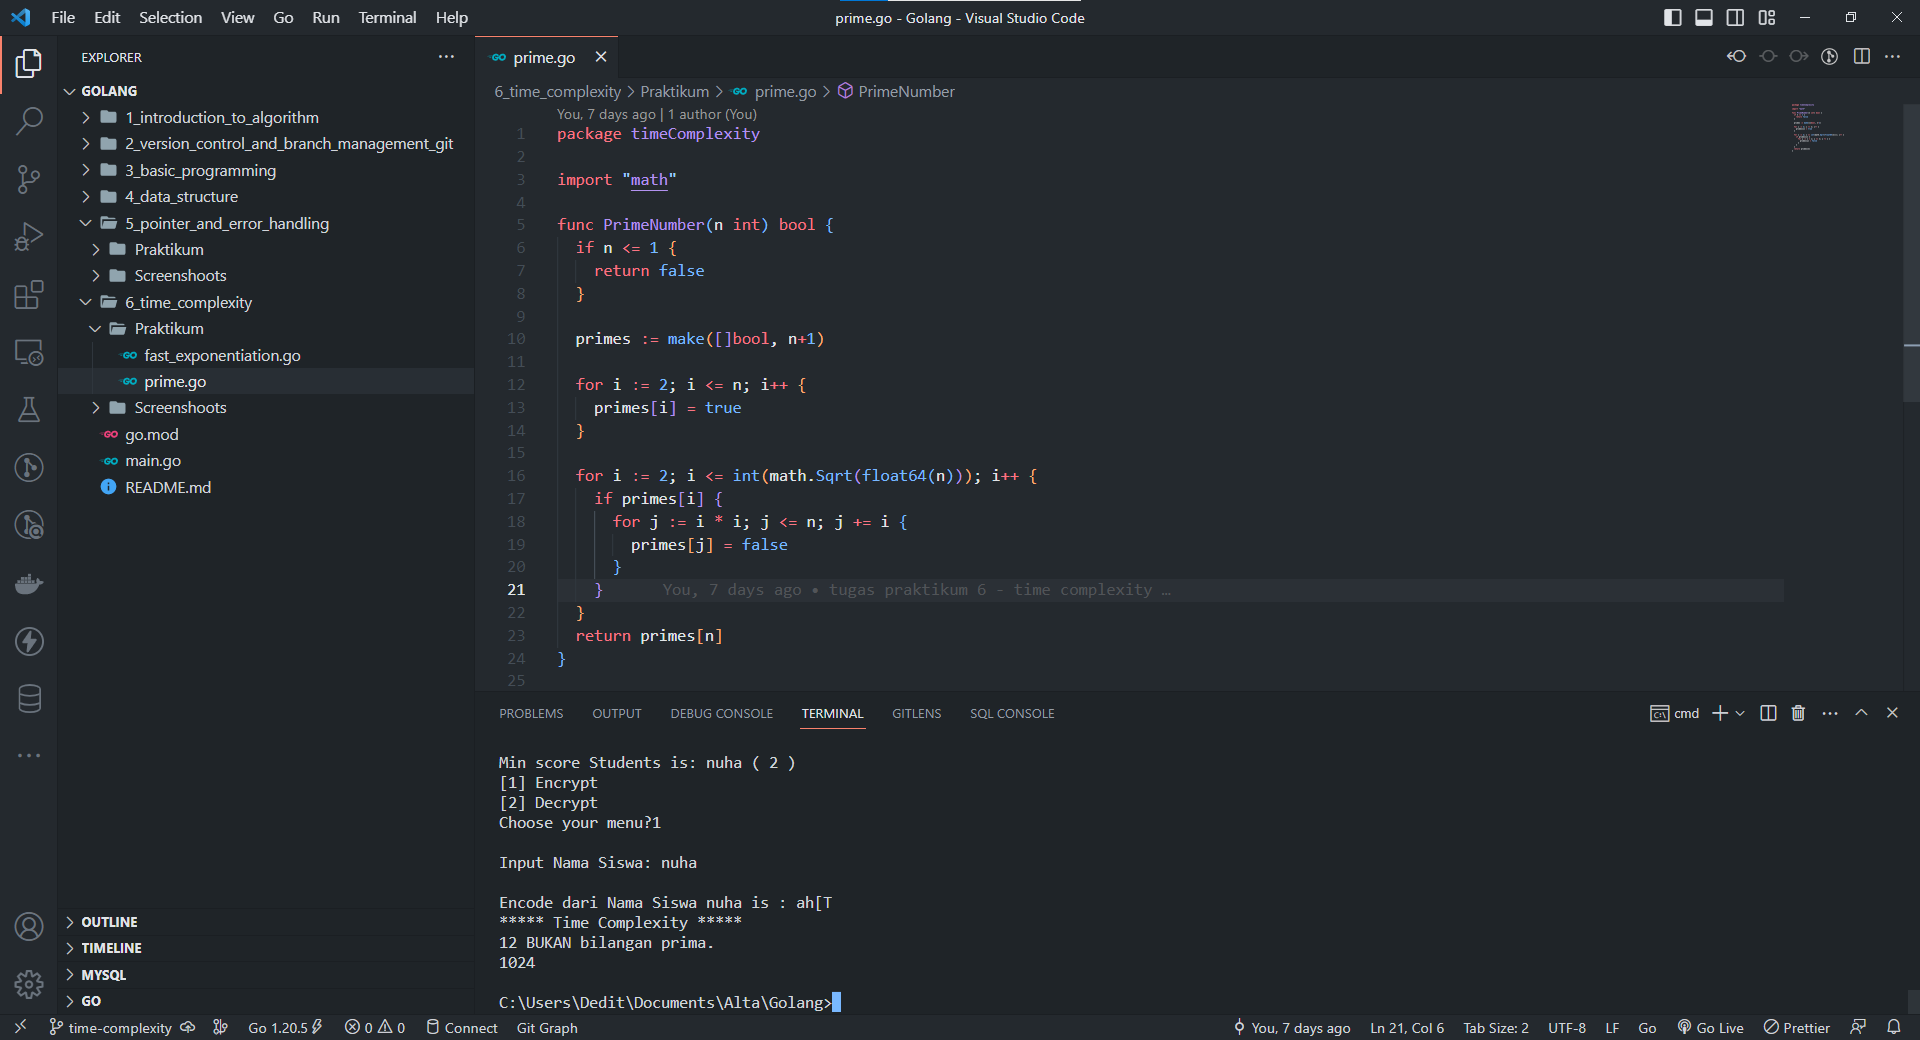 File Edit Selection View Go Run Terminal Help
prime.go - Golang - Visual Studio Code
EXPLORER
GOLANG
1_introduction_to_algorithm
2_version_control_and_branch_management_git
3_basic_programming
4_data_structure
5_pointer_and_error_handling
Praktikum
Screenshoots
6_time_complexity
Praktikum
GO fast_exponentiation.go
GO prime.go
Screenshoots
GO go.mod
GO main.go
README.md
OUTLINE
TIMELINE
MYSQL
GO
GO prime.go
6_time_complexity > Praktikum > GO prime.go > PrimeNumber
You, 7 days ago | 1 author (You)
1 package timeComplexity
2
3 import "math"
4
5 func PrimeNumber(n int) bool {
6 if n <= 1 {
7 return false
8 }
9
10 primes := make([]bool, n+1)
11
12 for i := 2; i <= n; i++ {
13 primes[i] = true
14 }
15
16 for i := 2; i <= int(math.Sqrt(float64(n))); i++ {
17 if primes[i] {
18 for j := i * i; j <= n; j += i {
19 primes[j] = false
20 }
21 } You, 7 days ago • tugas praktikum 6 - time complexity …
22 }
23 return primes[n]
24 }
25
PROBLEMS OUTPUT DEBUG CONSOLE TERMINAL GITLENS SQL CONSOLE
cmd
Min score Students is: nuha ( 2 )
[1] Encrypt
[2] Decrypt
Choose your menu?1
Input Nama Siswa: nuha
Encode dari Nama Siswa nuha is : ah[T
***** Time Complexity *****
12 BUKAN bilangan prima.
1024
C:\Users\Dedit\Documents\Alta\Golang>
time-complexity Go 1.20.5 0 0 Connect Git Graph
You, 7 days ago Ln 21, Col 6 Tab Size: 2 UTF-8 LF Go Go Live Prettier